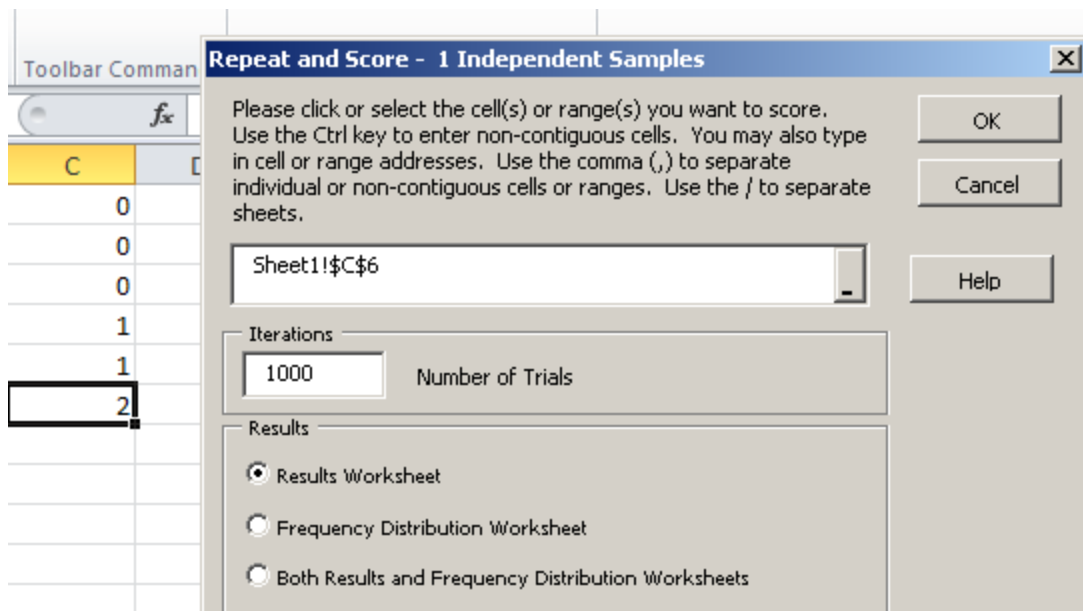 Toolbar Comman
Repeat and Score - 1 Independent Samples
fx
Please click or select the cell(s) or range(s) you want to score.
Use the Ctrl key to enter non-contiguous cells. You may also type
in cell or range addresses. Use the comma (,) to separate
individual or non-contiguous cells or ranges. Use the / to separate
sheets.
OK
Cancel
C
0
0
0
1
1
2
Sheet1!$C$6
Help
Iterations
1000 Number of Trials
Results
Results Worksheet
Frequency Distribution Worksheet
Both Results and Frequency Distribution Worksheets